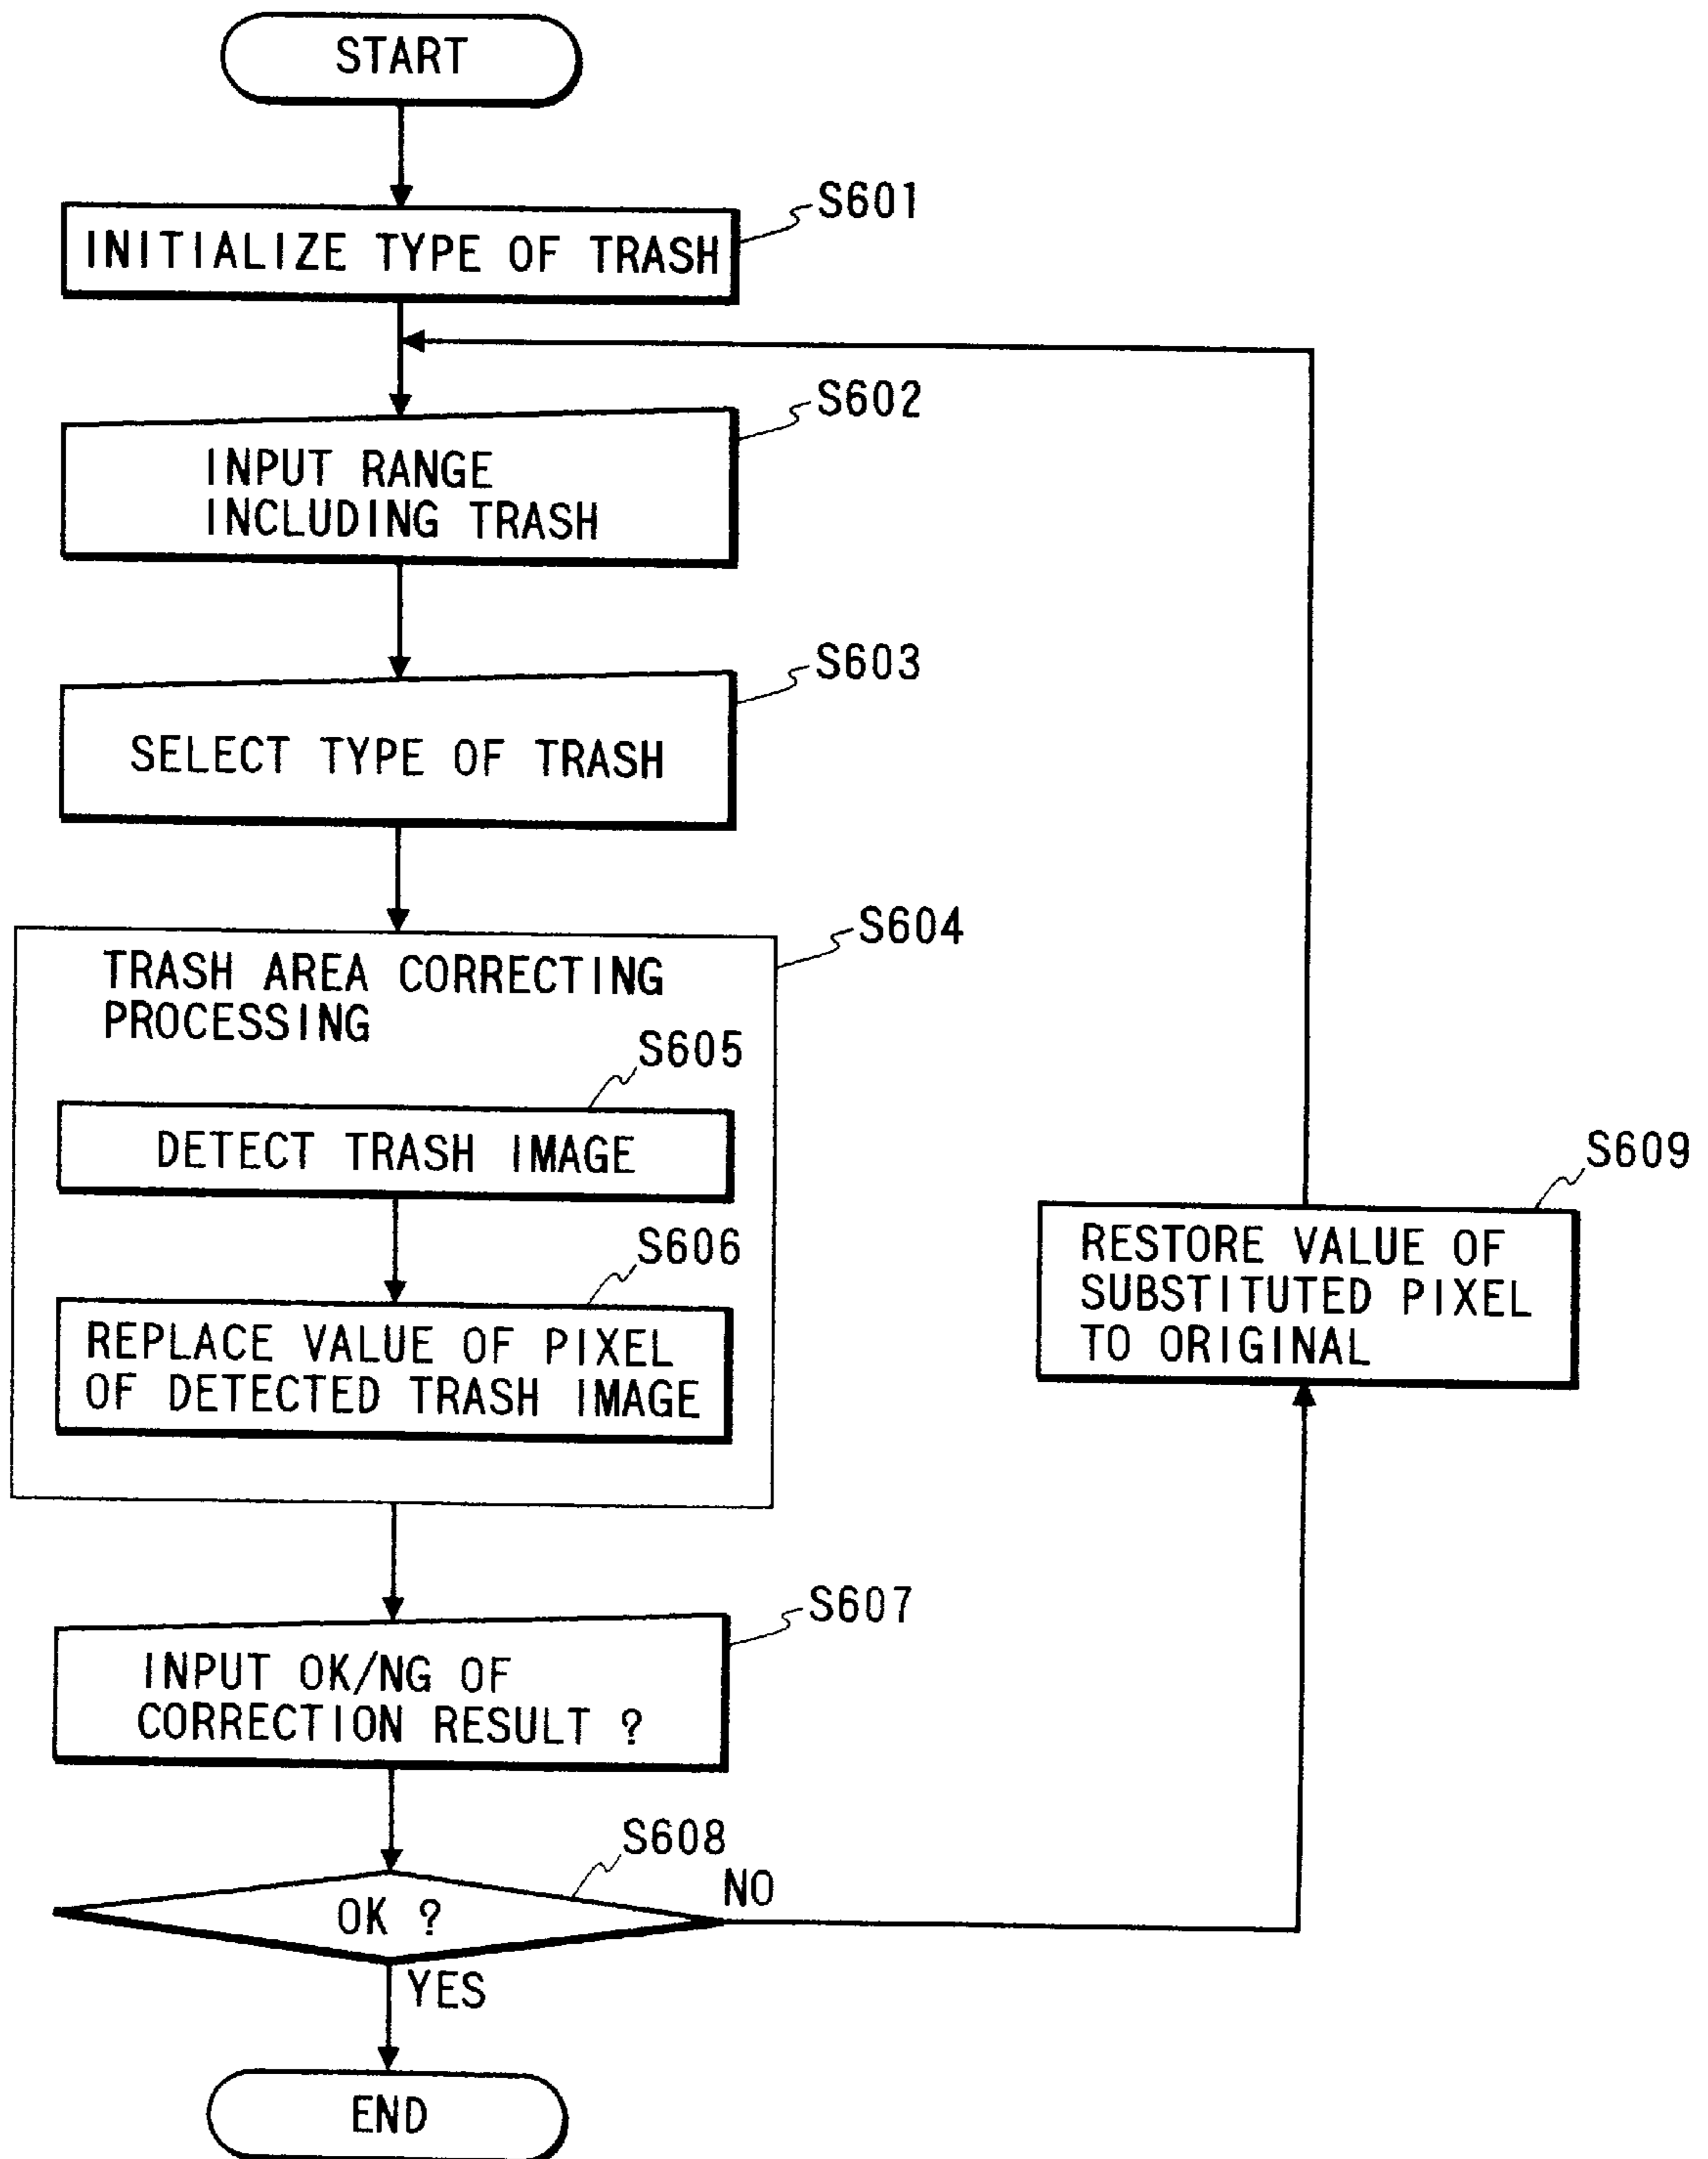 START
S601
INITIALIZE TYPE OF TRASH
S602
INPUT RANGE
INCLUDING TRASH
S603
SELECT TYPE OF TRASH
S604
TRASH AREA CORRECTING
PROCESSING
S605
DETECT TRASH IMAGE
S606
REPLACE VALUE OF PIXEL
OF DETECTED TRASH IMAGE
S609
RESTORE VALUE OF
SUBSTITUTED PIXEL
TO ORIGINAL
S607
INPUT OK/NG OF
CORRECTION RESULT ?
S608
OK ?
NO
YES
END